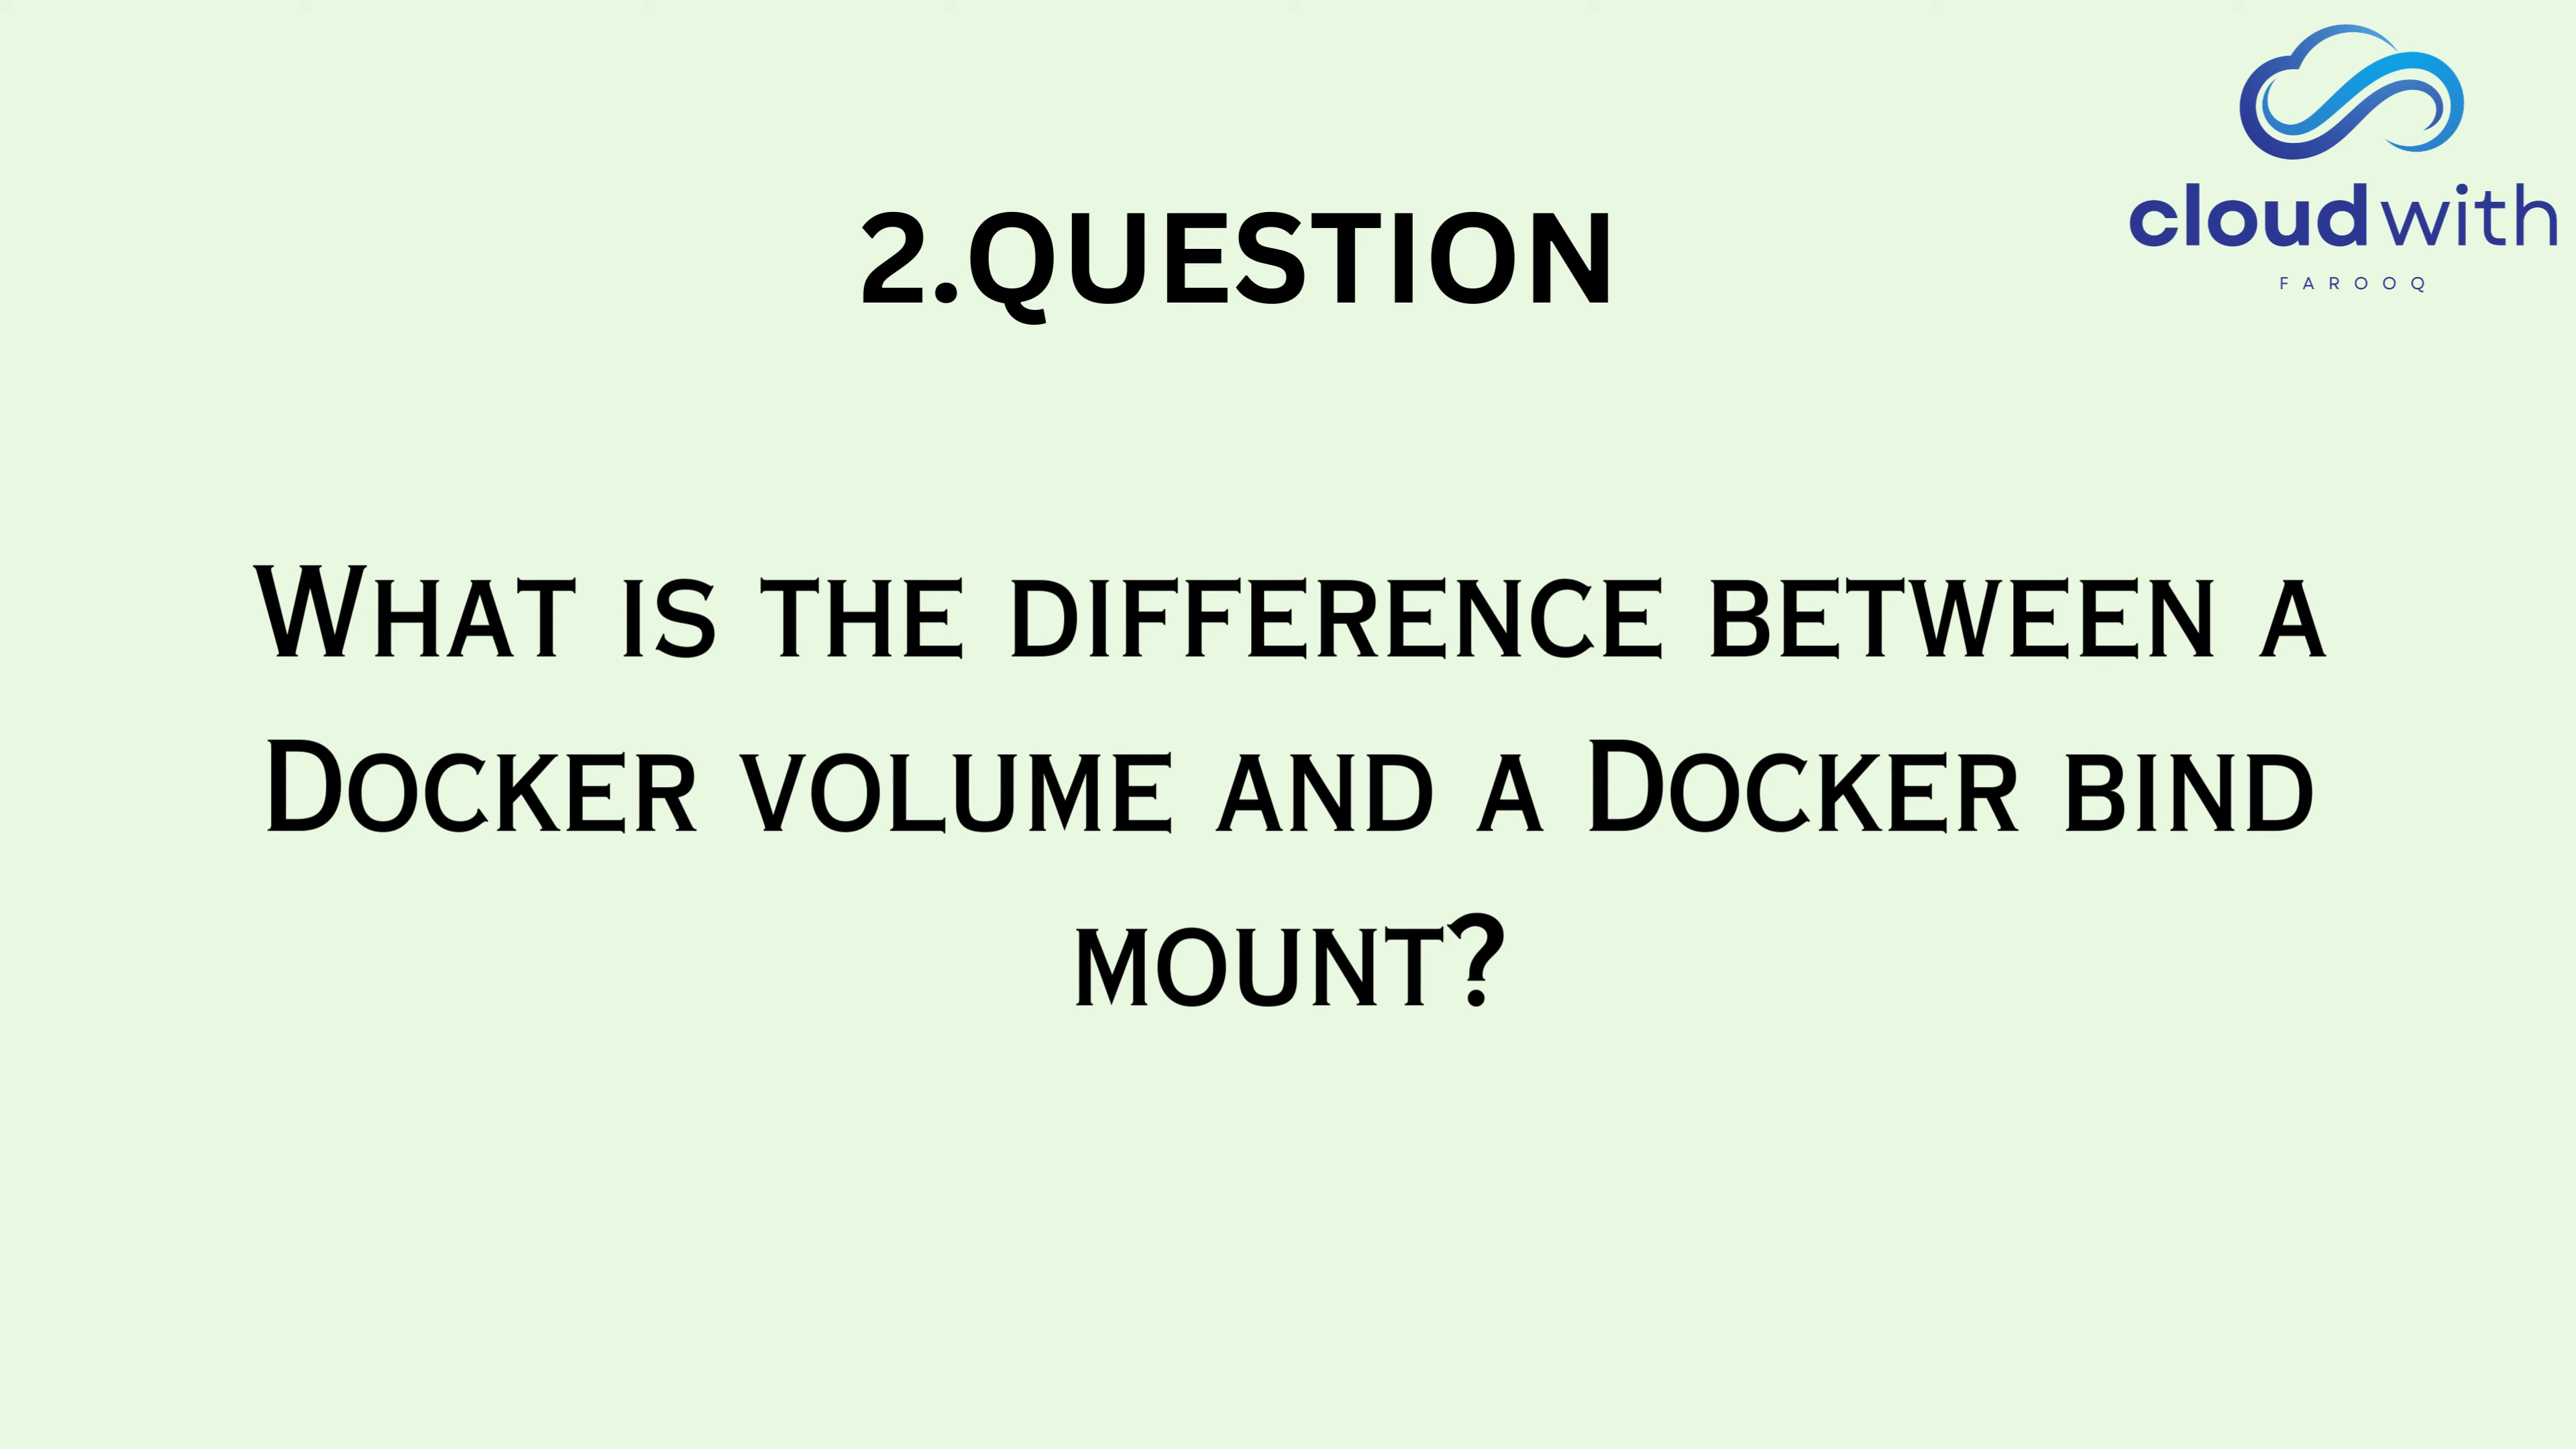 cloudwith
FAROOQ
2.QUESTION
What is the difference between a
Docker volume and a Docker bind
mount?